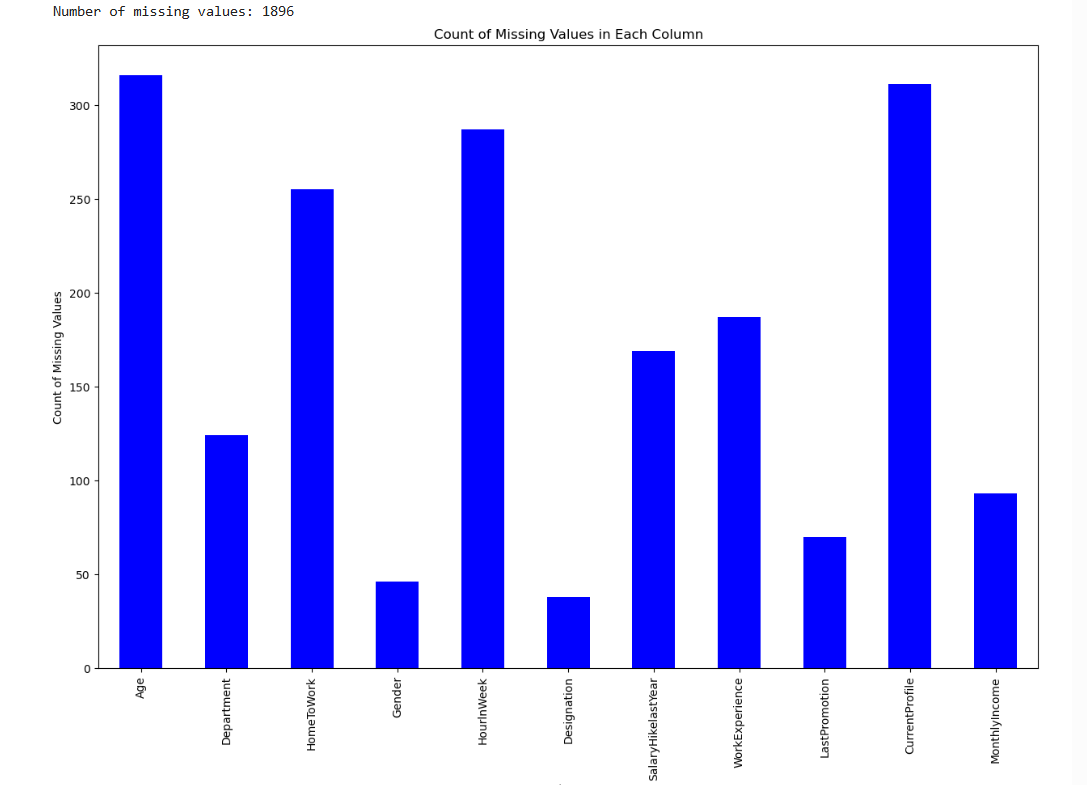 Number of missing values: 1896
Count of Missing Values in Each Column
Count of Missing Values
300
250
200
150
100
50
0
Age
Department
HomeToWork
Gender
HourInWeek
Designation
SalaryHikelastYear
WorkExperience
LastPromotion
CurrentProfile
MonthlyIncome